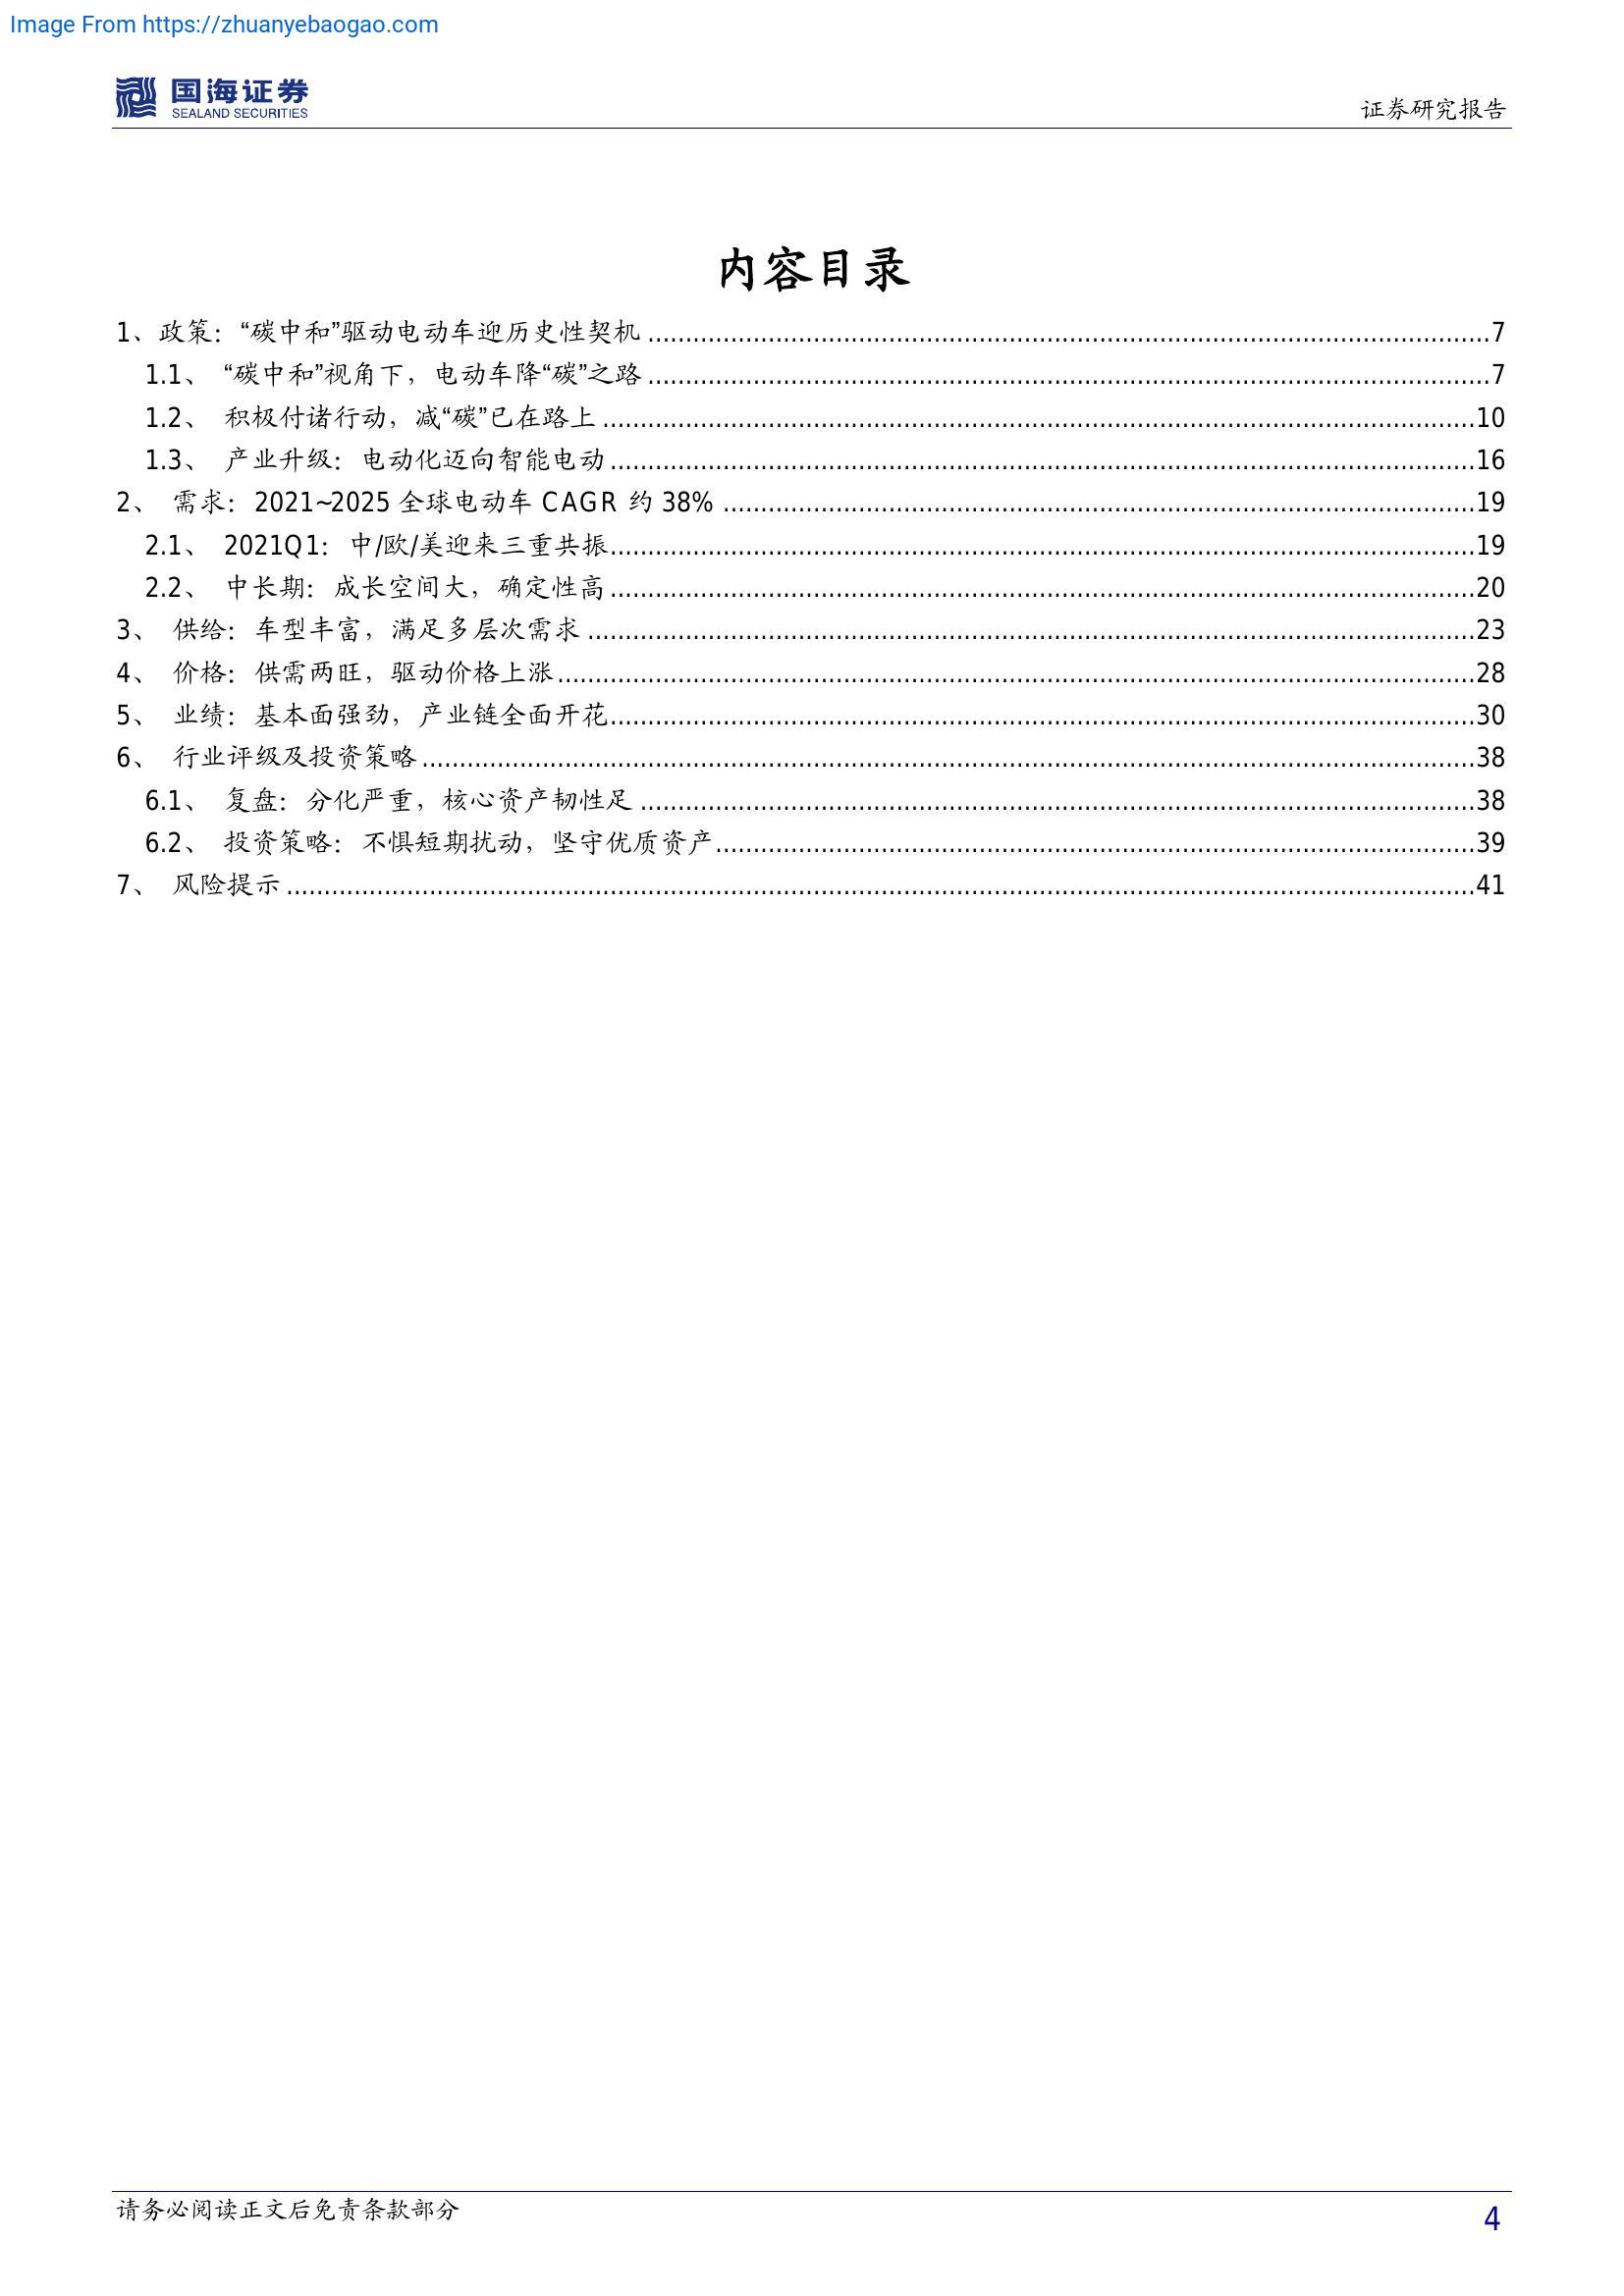 Image From https://zhuanyebaogao.com
国海证券
SEALAND SECURITIES
证券研究报告
内容目录
1、政策：“碳中和”驱动电动车迎历史性契机 ........ 7
1.1、 “碳中和”视角下，电动车降“碳”之路 ........ 7
1.2、 积极付诸行动，减“碳”已在路上 ........ 10
1.3、 产业升级：电动化迈向智能电动 ........ 16
2、 需求：2021~2025 全球电动车 CAGR 约 38% ........ 19
2.1、 2021Q1：中/欧/美迎来三重共振 ........ 19
2.2、 中长期：成长空间大，确定性高 ........ 20
3、 供给：车型丰富，满足多层次需求 ........ 23
4、 价格：供需两旺，驱动价格上涨 ........ 28
5、 业绩：基本面强劲，产业链全面开花 ........ 30
6、 行业评级及投资策略 ........ 38
6.1、 复盘：分化严重，核心资产韧性足 ........ 38
6.2、 投资策略：不惧短期扰动，坚守优质资产 ........ 39
7、 风险提示 ........ 41
请务必阅读正文后免责条款部分
4